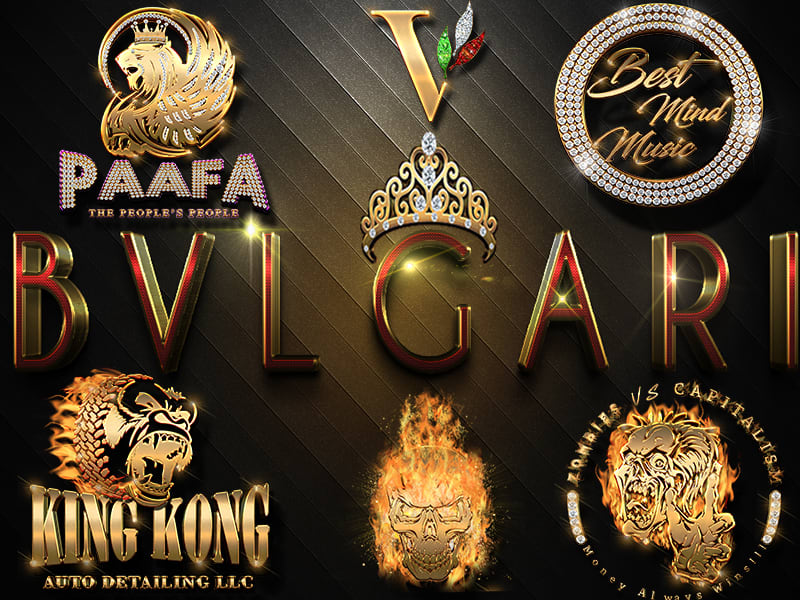 PAAFA
THE PEOPLE'S PEOPLE
V
Best
Mind
Music
BVLGARI
KING KONG
AUTO DETAILING LLC
ZOMBIES VS CAPITALISM
Money Always Wins!!!